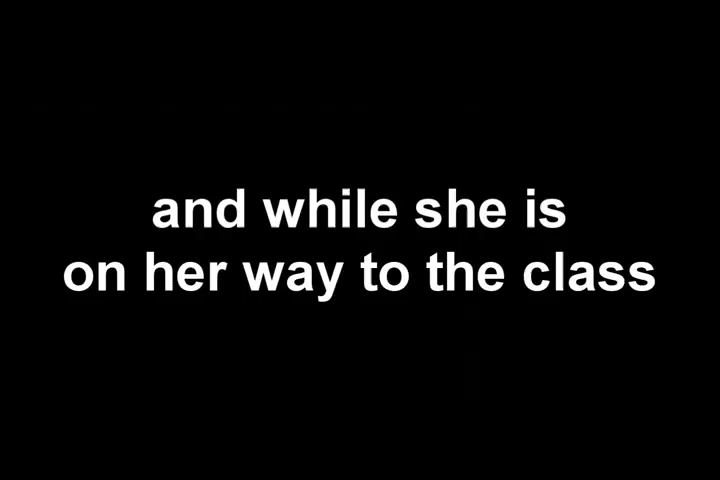 and while she is
on her way to the class